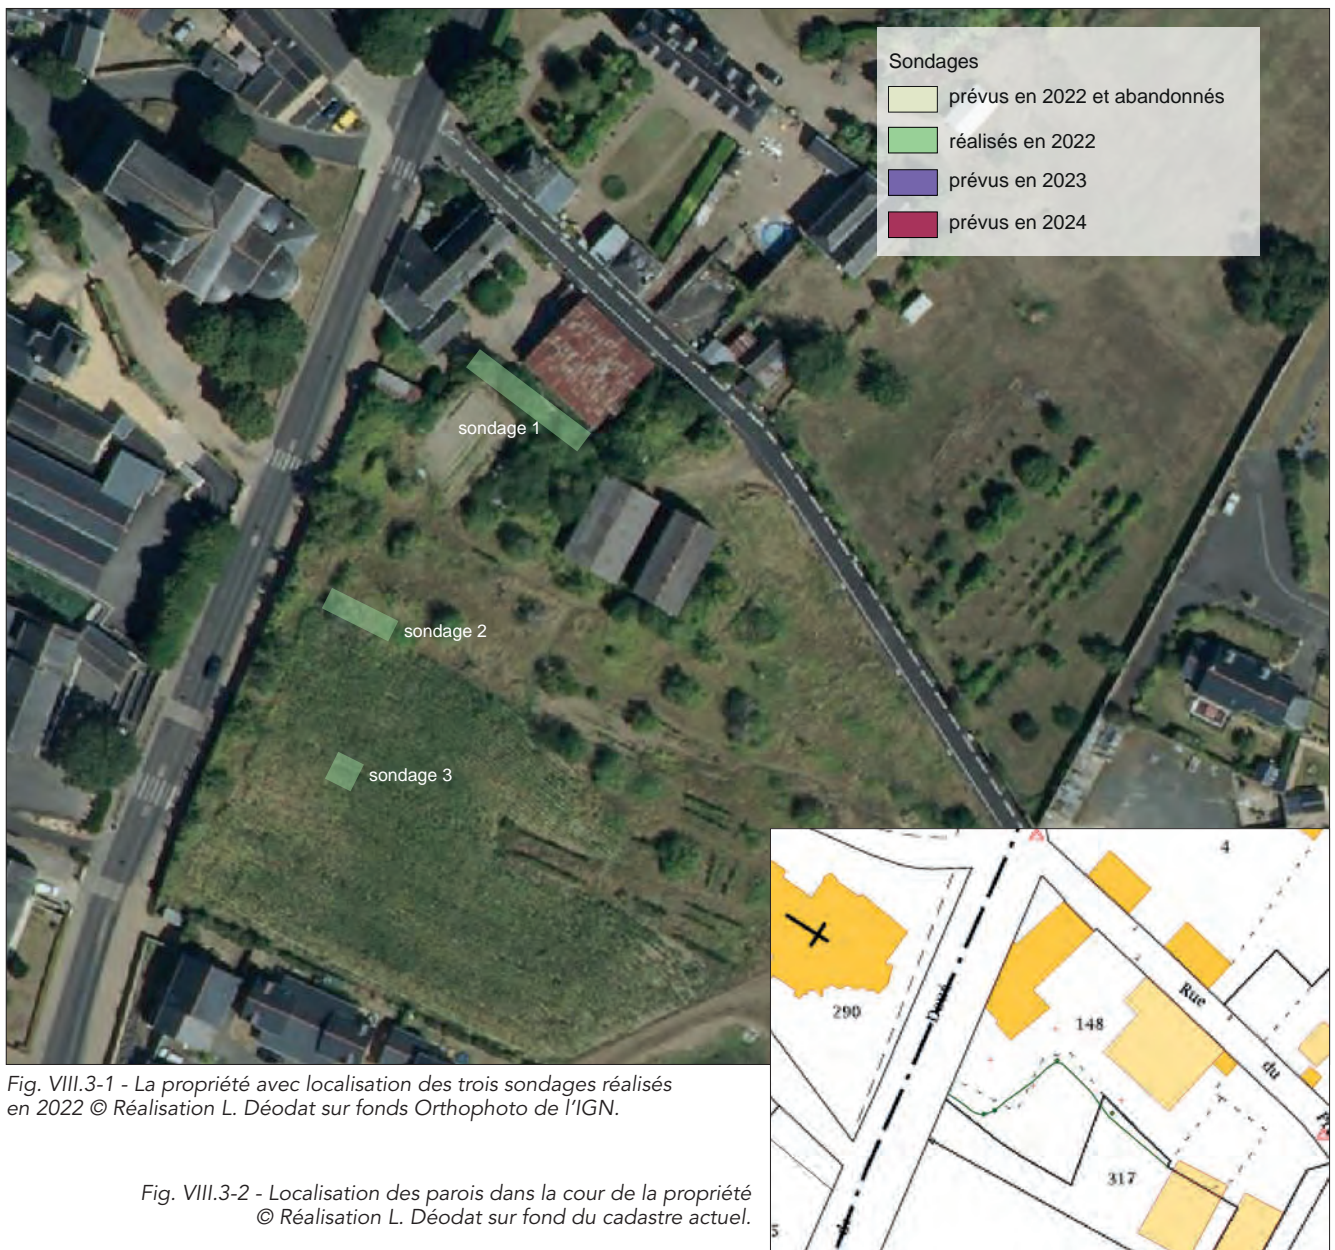 Sondages
prévus en 2022 et abandonnés
réalisés en 2022
prévus en 2023
prévus en 2024
sondage 1
sondage 2
sondage 3
Fig. VIII.3-1 - La propriété avec localisation des trois sondages réalisés
en 2022 © Réalisation L. Déodat sur fonds Orthophoto de l'IGN.
Fig. VIII.3-2 - Localisation des parois dans la cour de la propriété
© Réalisation L. Déodat sur fond du cadastre actuel.
4
290
Doué
de
148
Rue
du
317
5